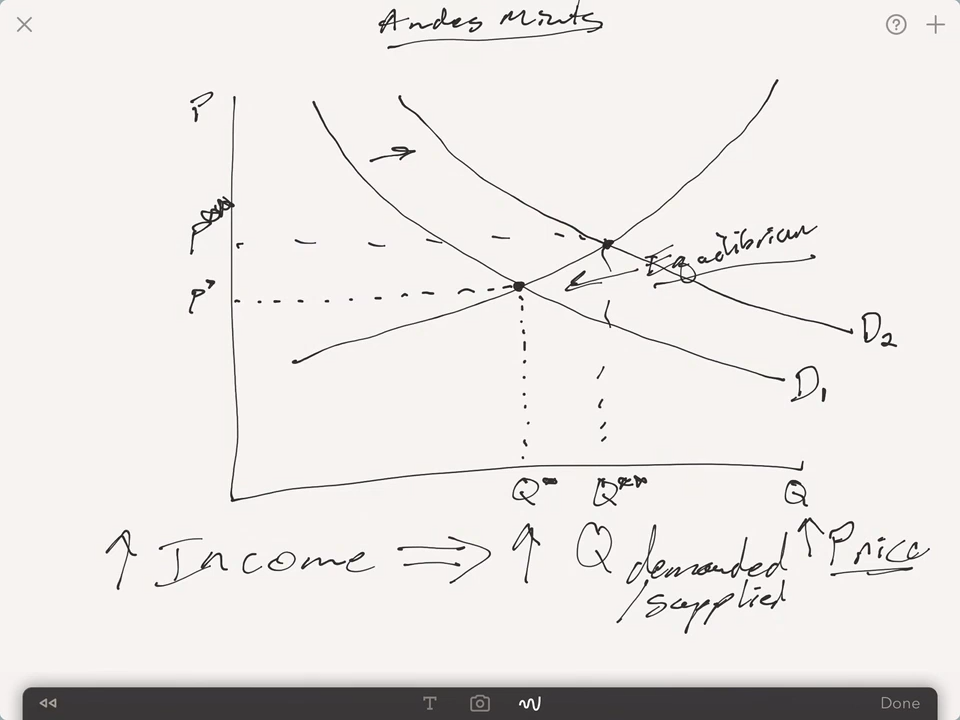 Andes Mints
P
P**
P*
Equilibrium
D2
D1
Q* Q** Q
↑ Income ⇒ ↑ Q demanded ↑ Price
/supplied
T Done